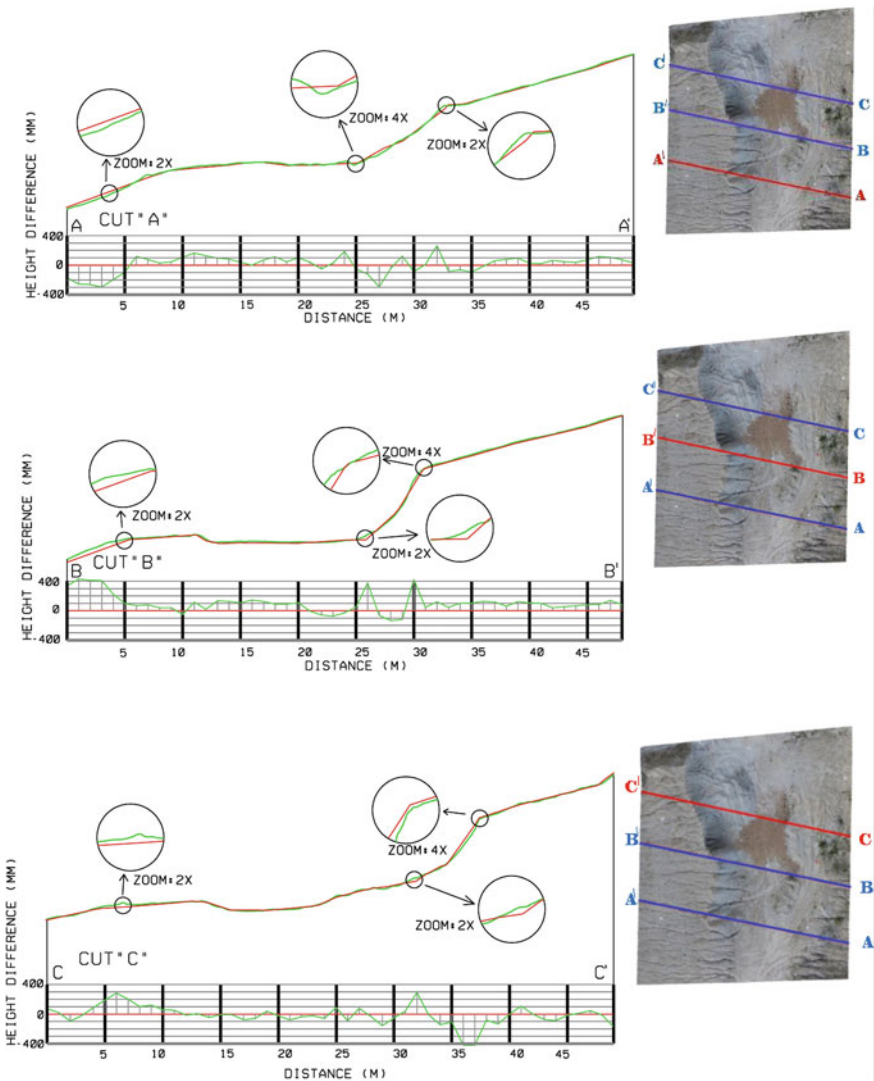 ZOOM: 2X
ZOOM: 4X
ZOOM: 2X
CUT"A"
A
A'
HEIGHT DIFFERENCE (MM)
400
0
-400
5
10
15
20
25
30
35
40
45
DISTANCE (M)
C'
C
B'
B
A'
A
ZOOM: 2X
ZOOM: 4X
ZOOM: 2X
CUT"B"
B
B'
HEIGHT DIFFERENCE (MM)
400
0
-400
5
10
15
20
25
30
35
40
45
DISTANCE (M)
C'
C
B'
B
A'
A
ZOOM: 2X
ZOOM: 4X
ZOOM: 2X
CUT"C"
C
C'
HEIGHT DIFFERENCE (MM)
400
0
-400
5
10
15
20
25
30
35
40
45
DISTANCE (M)
C'
C
B'
B
A'
A